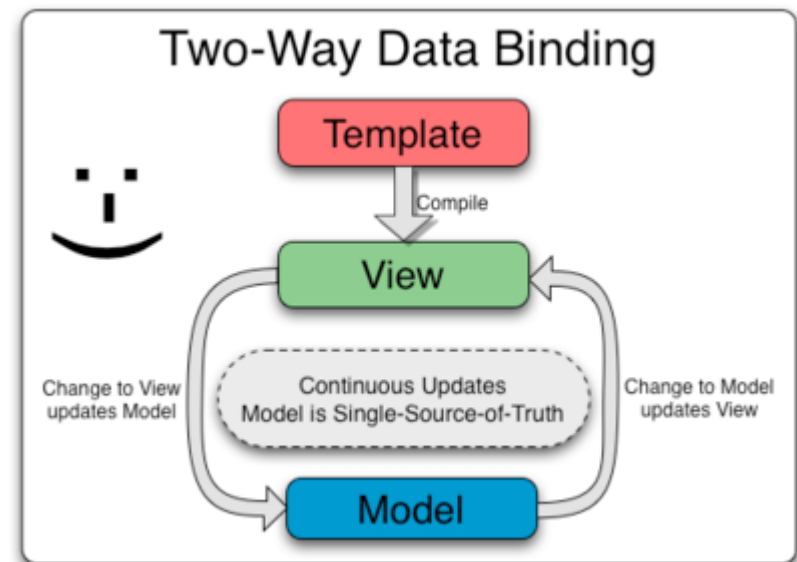 Two-Way Data Binding
Template
Compile
View
Change to View
updates Model
Continuous Updates
Model is Single-Source-of-Truth
Change to Model
updates View
Model